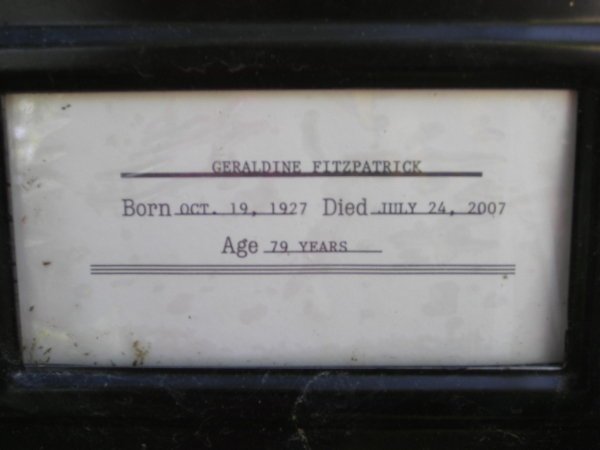 GERALDINE FITZPATRICK
Born OCT. 19, 1927 Died JULY 24, 2007
Age 79 YEARS